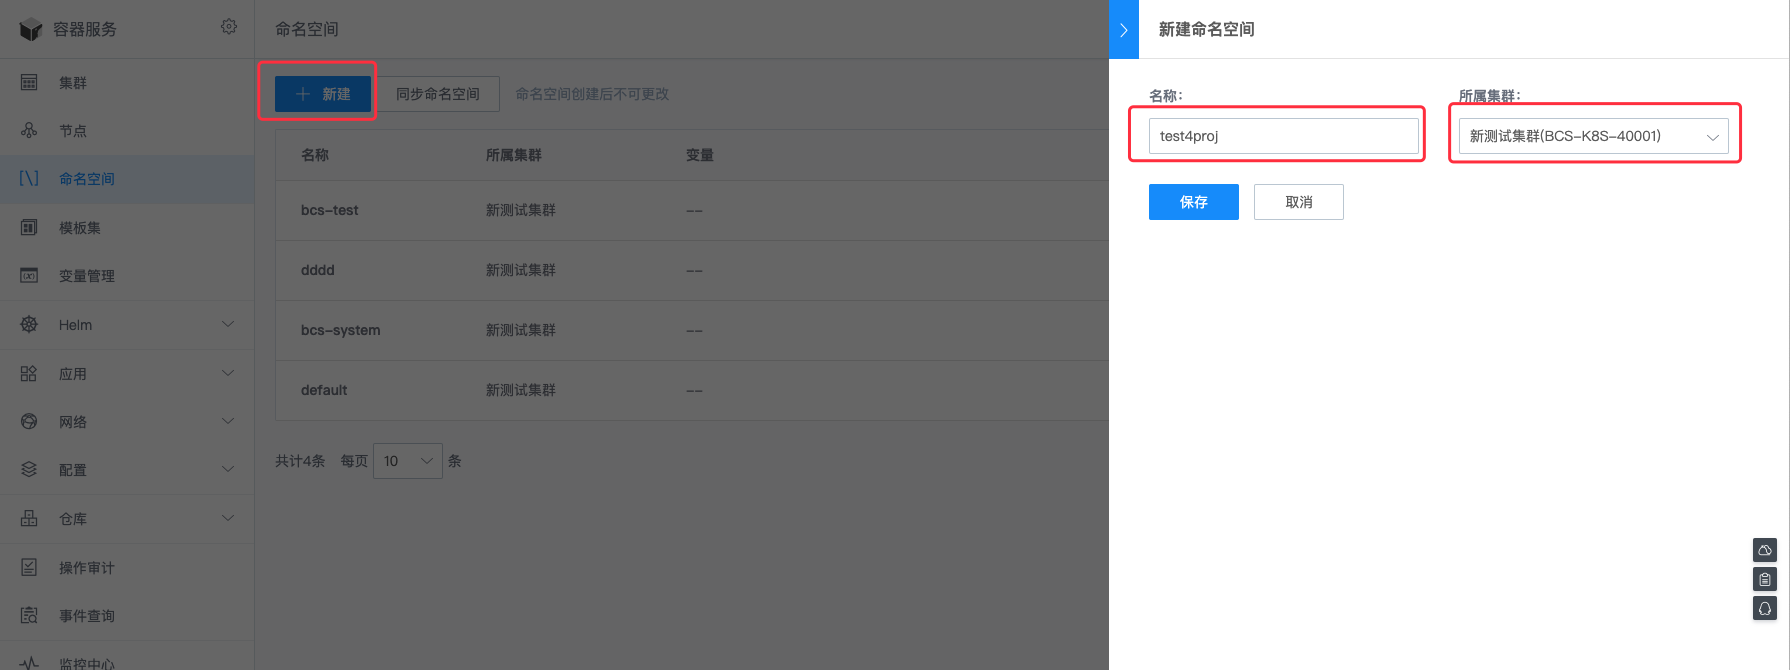 容器服务
命名空间
新建命名空间
集群
节点
[\] 命名空间
模板集
变量管理
Helm
应用
网络
配置
仓库
操作审计
事件查询
监控中心
+ 新建 同步命名空间 命名空间创建后不可更改
名称 所属集群 变量
bcs-test 新测试集群 --
dddd 新测试集群 --
bcs-system 新测试集群 --
default 新测试集群 --
共计4条 每页 10 条
名称: 所属集群:
test4proj 新测试集群(BCS-K8S-40001)
保存 取消